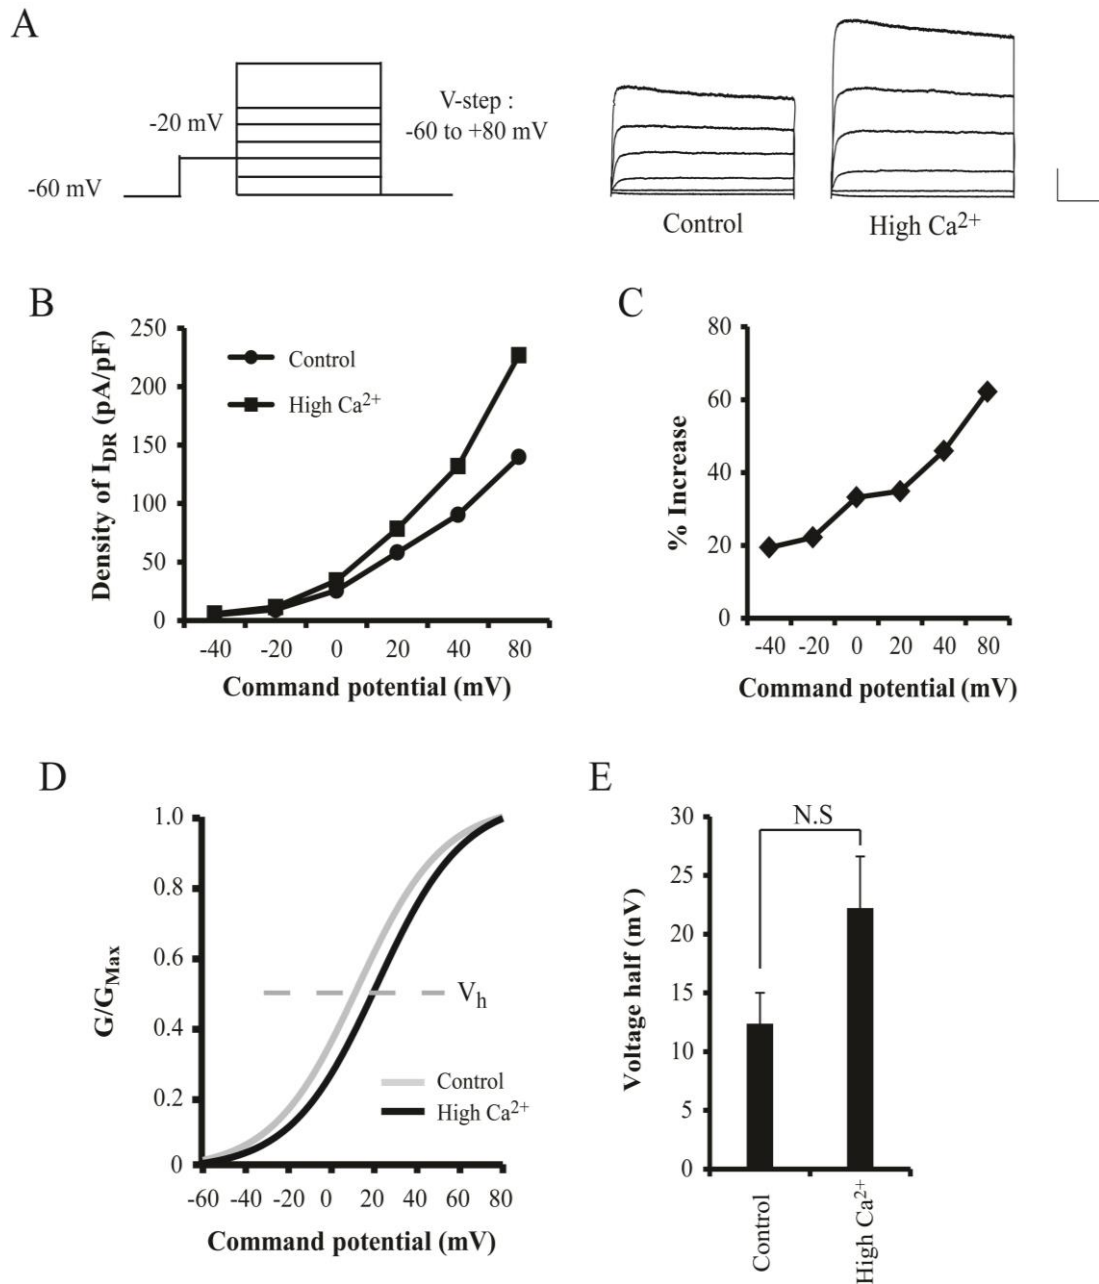 A
-20 mV
-60 mV
V-step :
-60 to +80 mV
Control
High Ca²⁺
B
Density of I_DR (pA/pF)
250
200
150
100
50
0
Control
High Ca²⁺
-40 -20 0 20 40 80
Command potential (mV)
C
% Increase
80
60
40
20
0
-40 -20 0 20 40 80
Command potential (mV)
D
G/G_Max
1.0
0.8
0.6
0.4
0.2
0
V_h
Control
High Ca²⁺
-60 -40 -20 0 20 40 60 80
Command potential (mV)
E
Voltage half (mV)
30
25
20
15
10
5
0
N.S
Control
High Ca²⁺